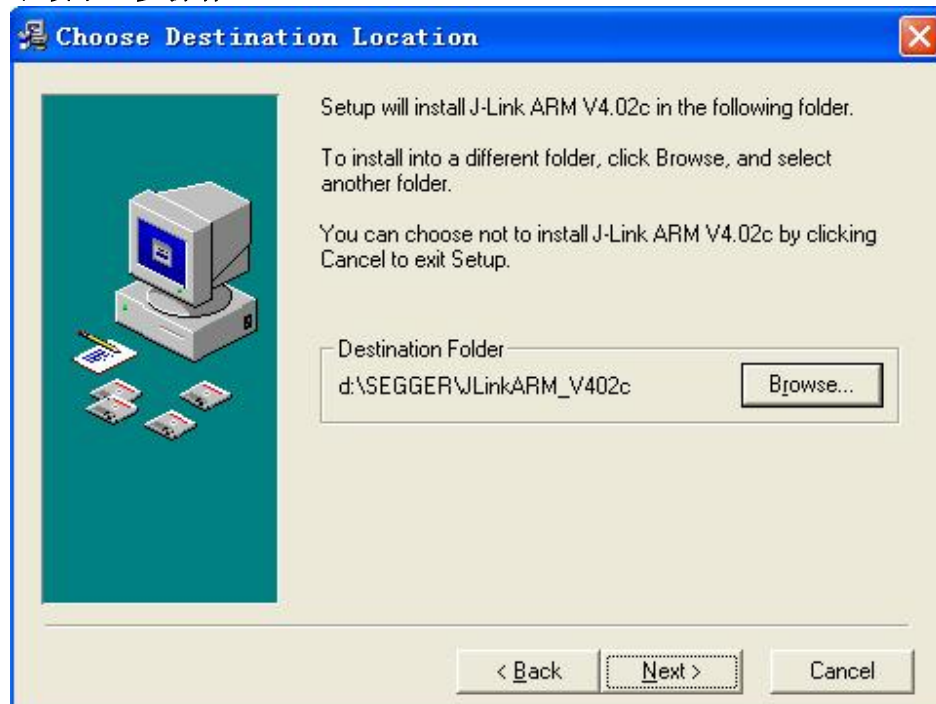 Choose Destination Location
Setup will install J-Link ARM V4.02c in the following folder.
To install into a different folder, click Browse, and select
another folder.
You can choose not to install J-Link ARM V4.02c by clicking
Cancel to exit Setup.
Destination Folder
d:\SEGGER\JLinkARM_V402c
Browse...
< Back
Next >
Cancel